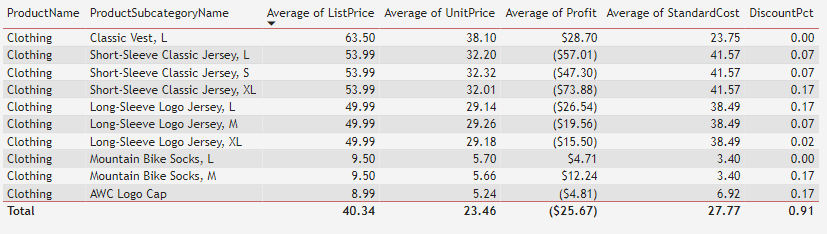 ProductName ProductSubcategoryName Average of ListPrice Average of UnitPrice Average of Profit Average of StandardCost DiscountPct
Clothing Classic Vest, L 63.50 38.10 $28.70 23.75 0.00
Clothing Short-Sleeve Classic Jersey, L 53.99 32.20 ($57.01) 41.57 0.07
Clothing Short-Sleeve Classic Jersey, S 53.99 32.32 ($47.30) 41.57 0.07
Clothing Short-Sleeve Classic Jersey, XL 53.99 32.01 ($73.88) 41.57 0.17
Clothing Long-Sleeve Logo Jersey, L 49.99 29.14 ($26.54) 38.49 0.17
Clothing Long-Sleeve Logo Jersey, M 49.99 29.26 ($19.56) 38.49 0.07
Clothing Long-Sleeve Logo Jersey, XL 49.99 29.18 ($15.50) 38.49 0.02
Clothing Mountain Bike Socks, L 9.50 5.70 $4.71 3.40 0.00
Clothing Mountain Bike Socks, M 9.50 5.66 $12.24 3.40 0.17
Clothing AWC Logo Cap 8.99 5.24 ($4.81) 6.92 0.17
Total 40.34 23.46 ($25.67) 27.77 0.91